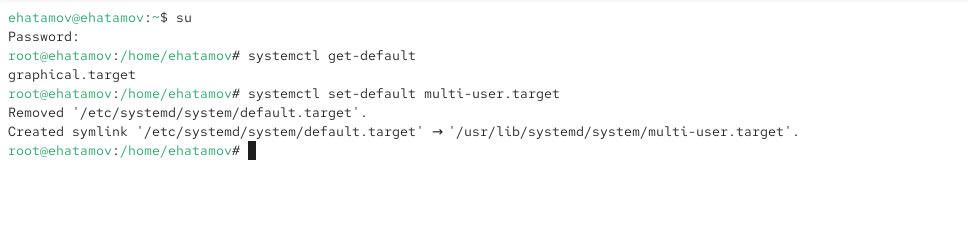 ehatamov@ehatamov:~$ su
Password:
root@ehatamov:/home/ehatamov# systemctl get-default
graphical.target
root@ehatamov:/home/ehatamov# systemctl set-default multi-user.target
Removed '/etc/systemd/system/default.target'.
Created symlink '/etc/systemd/system/default.target' → '/usr/lib/systemd/system/multi-user.target'.
root@ehatamov:/home/ehatamov#